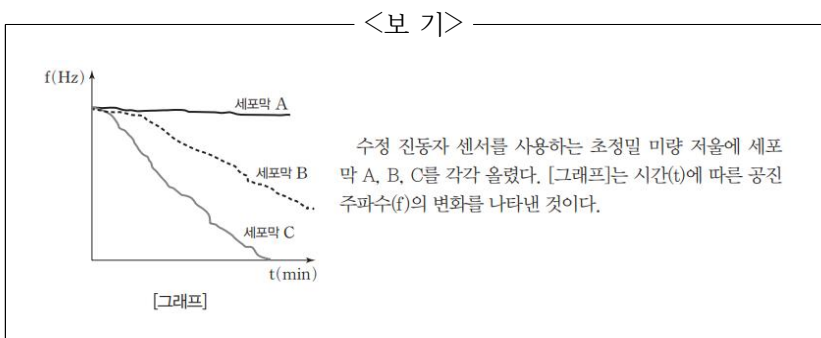 <보 기>
f(Hz)
세포막 A
세포막 B
세포막 C
t(min)
[그래프]
수정 진동자 센서를 사용하는 초정밀 미량 저울에 세포
막 A, B, C를 각각 올렸다. [그래프]는 시간(t)에 따른 공진
주파수(f)의 변화를 나타낸 것이다.